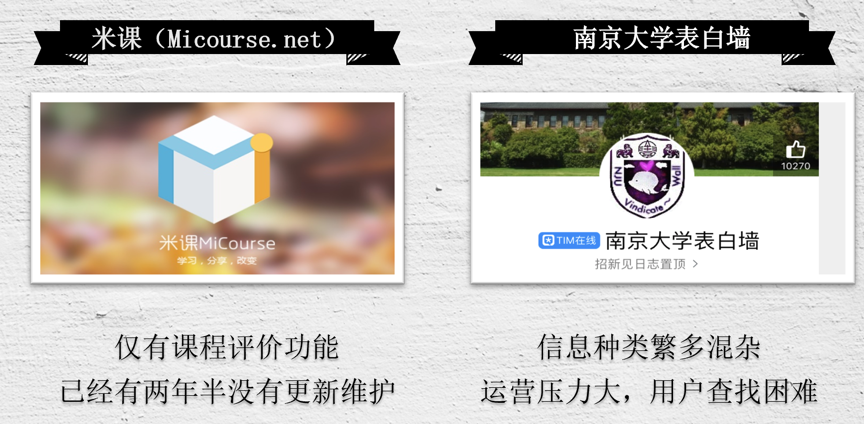 米课（Micourse.net）
南京大学表白墙
米课MiCourse
学习，分享，改变
10270
NJU
Wall
Vindicate~
TIM在线
南京大学表白墙
招新见日志置顶 >
仅有课程评价功能
已经有两年半没有更新维护
信息种类繁多混杂
运营压力大，用户查找困难